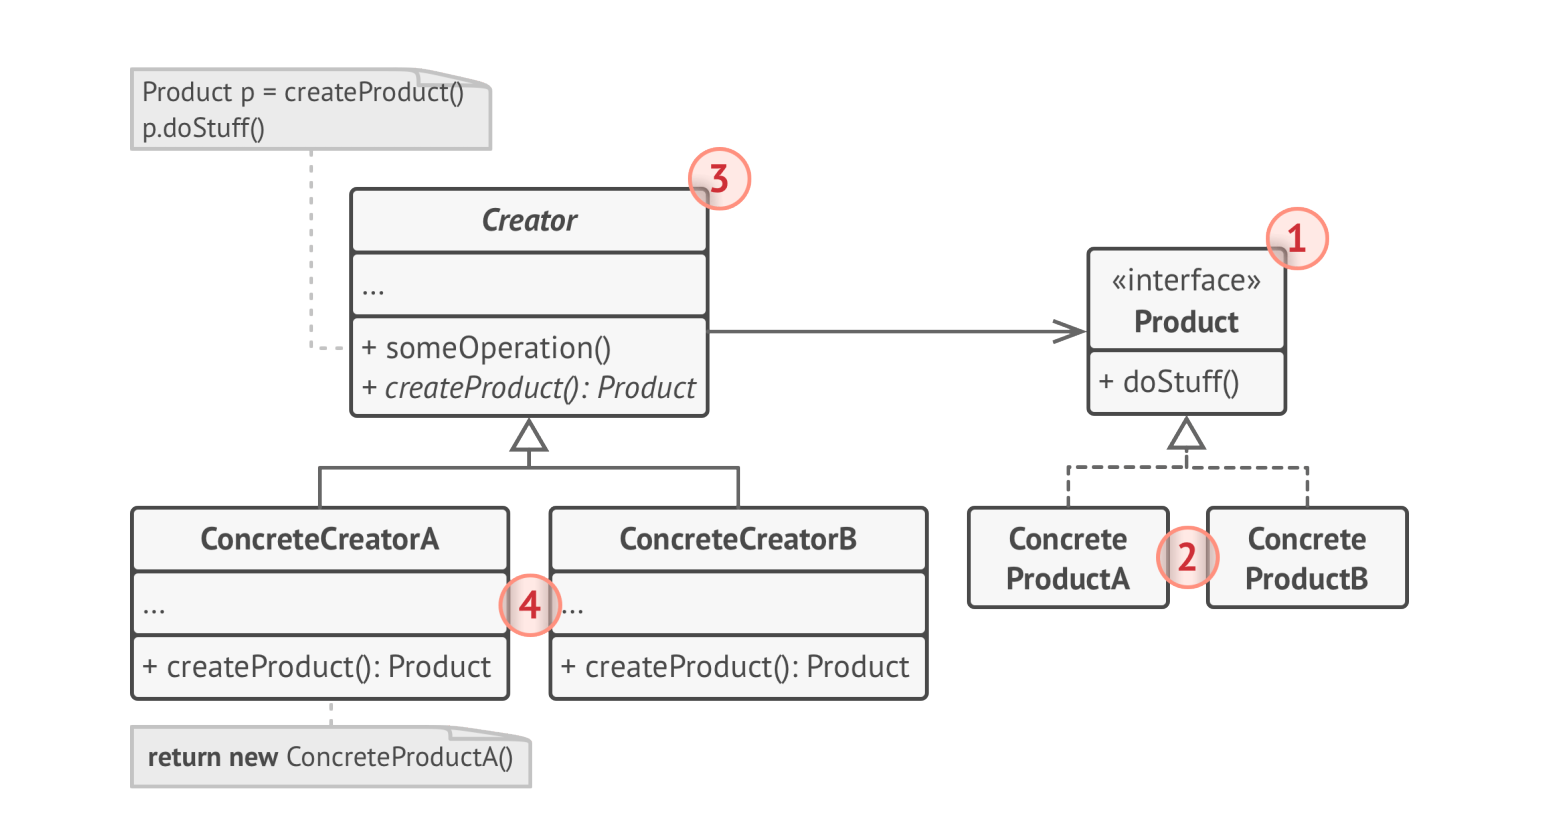 Product p = createProduct()
p.doStuff()
3
Creator
...
+ someOperation()
+ createProduct(): Product
1
«interface»
Product
+ doStuff()
ConcreteCreatorA
...
+ createProduct(): Product
4
ConcreteCreatorB
...
+ createProduct(): Product
Concrete
ProductA
2
Concrete
ProductB
return new ConcreteProductA()